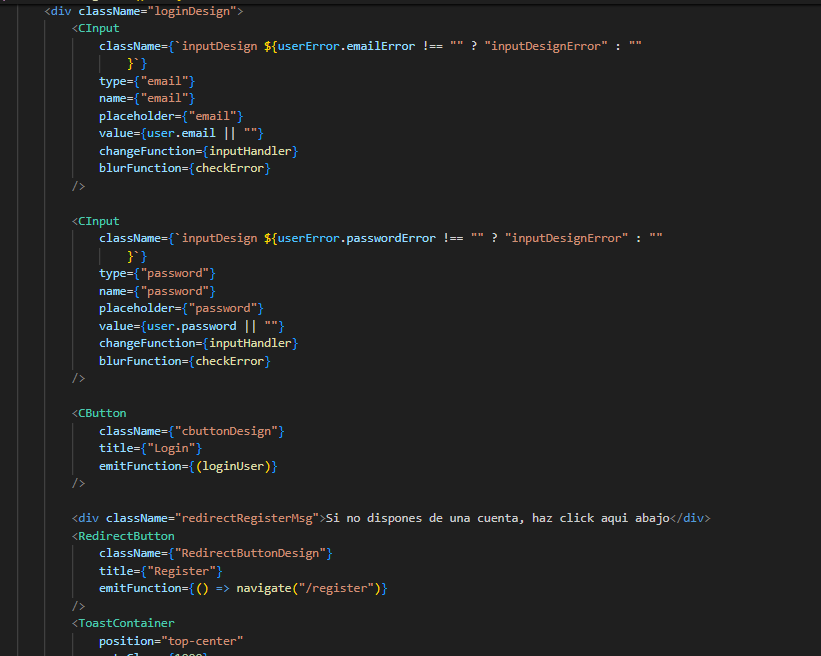 <div className="loginDesign">
<CInput
className={`inputDesign ${userError.emailError !== "" ? "inputDesignError" : ""
}`}
type={"email"}
name={"email"}
placeholder={"email"}
value={user.email || ""}
changeFunction={inputHandler}
blurFunction={checkError}
/>
<CInput
className={`inputDesign ${userError.passwordError !== "" ? "inputDesignError" : ""
}`}
type={"password"}
name={"password"}
placeholder={"password"}
value={user.password || ""}
changeFunction={inputHandler}
blurFunction={checkError}
/>
<CButton
className={"cbuttonDesign"}
title={"Login"}
emitFunction={(loginUser)}
/>
<div className="redirectRegisterMsg">Si no dispones de una cuenta, haz click aqui abajo</div>
<RedirectButton
className={"RedirectButtonDesign"}
title={"Register"}
emitFunction={() => navigate("/register")}
/>
<ToastContainer
position="top-center"